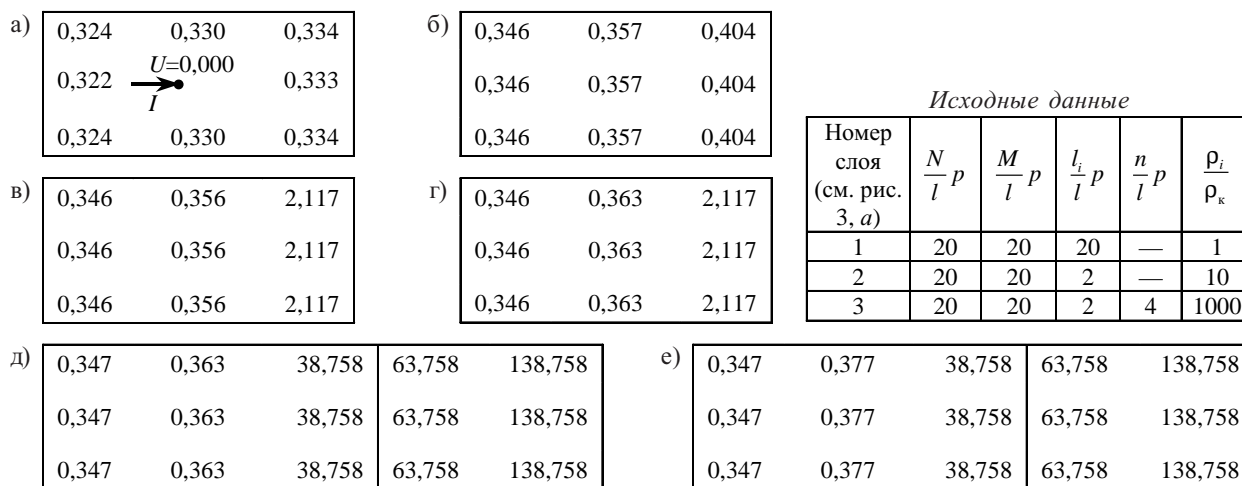 а)
0,324 0,330 0,334
U=0,000
0,322 0,333
I
0,324 0,330 0,334
б)
0,346 0,357 0,404
0,346 0,357 0,404
0,346 0,357 0,404
в)
0,346 0,356 2,117
0,346 0,356 2,117
0,346 0,356 2,117
г)
0,346 0,363 2,117
0,346 0,363 2,117
0,346 0,363 2,117
Исходные данные
Номер слоя (см. рис. 3, а) N/l p M/l p l_i/l p n/l p ρ_i/ρ_к
1 20 20 20 — 1
2 20 20 2 — 10
3 20 20 2 4 1000
д)
0,347 0,363 38,758 63,758 138,758
0,347 0,363 38,758 63,758 138,758
0,347 0,363 38,758 63,758 138,758
е)
0,347 0,377 38,758 63,758 138,758
0,347 0,377 38,758 63,758 138,758
0,347 0,377 38,758 63,758 138,758